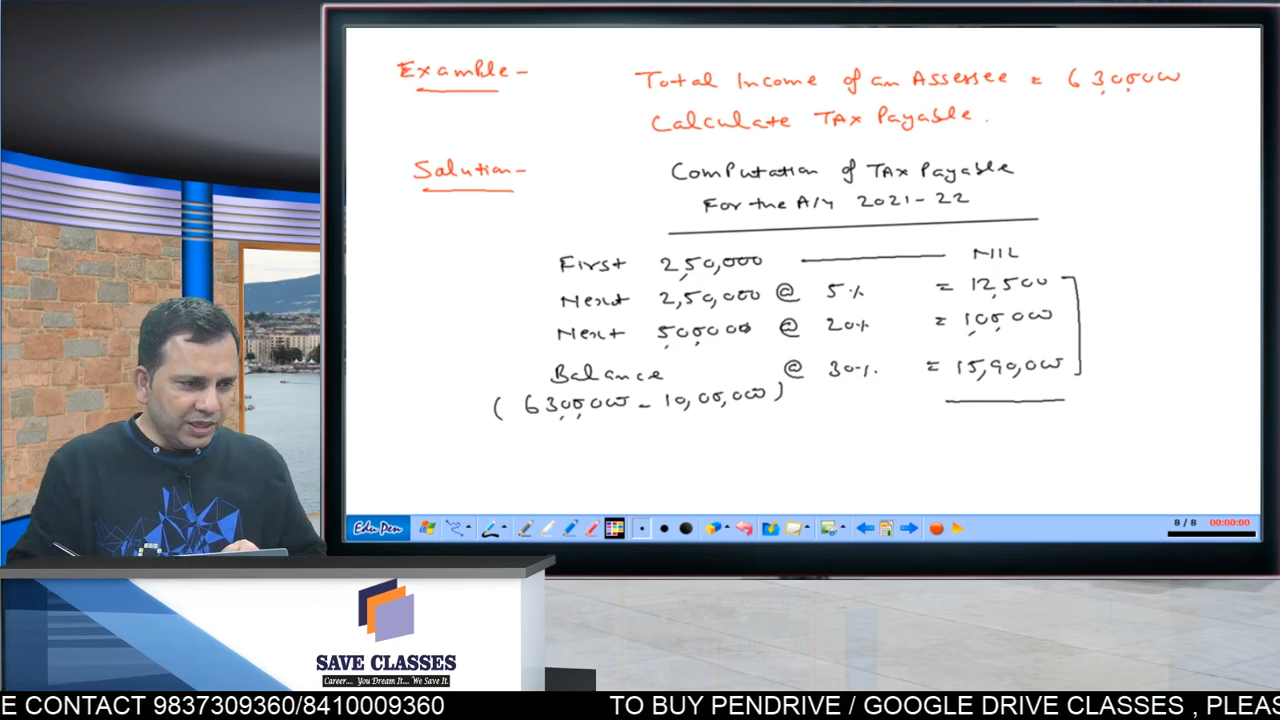 Example -
Total Income of an Assessee = 63,00,000
Calculate TAX Payable.
Solution -
Computation of TAX Payable
For the A/Y 2021-22
First 2,50,000 NIL
Next 2,50,000 @ 5% = 12,500
Next 5,00,000 @ 20% = 1,00,000
Balance @ 30% = 15,90,000
( 63,00,000 - 10,00,000 )
Edu Pen
8 / 8 00:00:00
SAVE CLASSES
Career.... You Dream It... We Save It.
E CONTACT 9837309360/8410009360 TO BUY PENDRIVE / GOOGLE DRIVE CLASSES , PLEAS